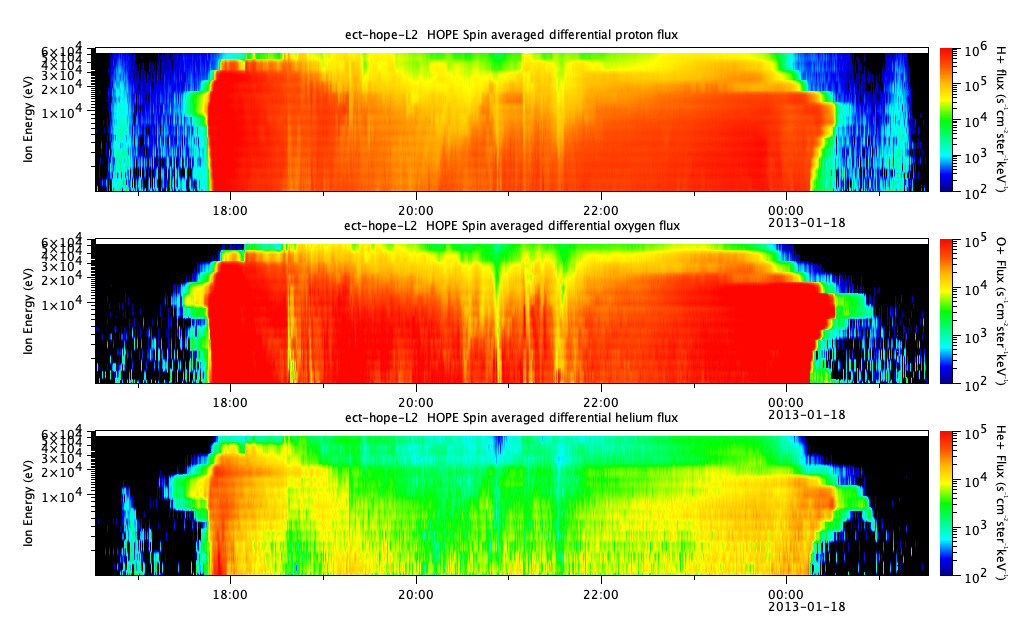 ect-hope-L2 HOPE Spin averaged differential proton flux
Ion Energy (eV)
6×10⁴
4×10⁴
3×10⁴
2×10⁴
1×10⁴
10⁶
10⁵
10⁴
10³
10²
H+ flux (s⁻¹cm⁻²ster⁻¹keV⁻¹)
18:00 20:00 22:00 00:00
2013-01-18
ect-hope-L2 HOPE Spin averaged differential oxygen flux
Ion Energy (eV)
6×10⁴
3×10⁴
2×10⁴
1×10⁴
10⁵
10⁴
10³
10²
O+ Flux (s⁻¹cm⁻²ster⁻¹keV⁻¹)
18:00 20:00 22:00 00:00
2013-01-18
ect-hope-L2 HOPE Spin averaged differential helium flux
Ion Energy (eV)
6×10⁴
3×10⁴
2×10⁴
1×10⁴
10⁵
10⁴
10³
10²
He+ Flux (s⁻¹cm⁻²ster⁻¹keV⁻¹)
18:00 20:00 22:00 00:00
2013-01-18